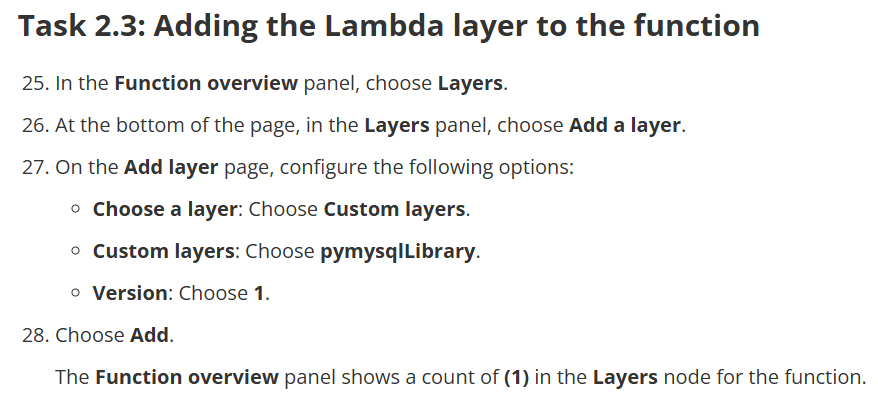 Task 2.3: Adding the Lambda layer to the function
25. In the Function overview panel, choose Layers.
26. At the bottom of the page, in the Layers panel, choose Add a layer.
27. On the Add layer page, configure the following options:
○ Choose a layer: Choose Custom layers.
○ Custom layers: Choose pymysqlLibrary.
○ Version: Choose 1.
28. Choose Add.
The Function overview panel shows a count of (1) in the Layers node for the function.